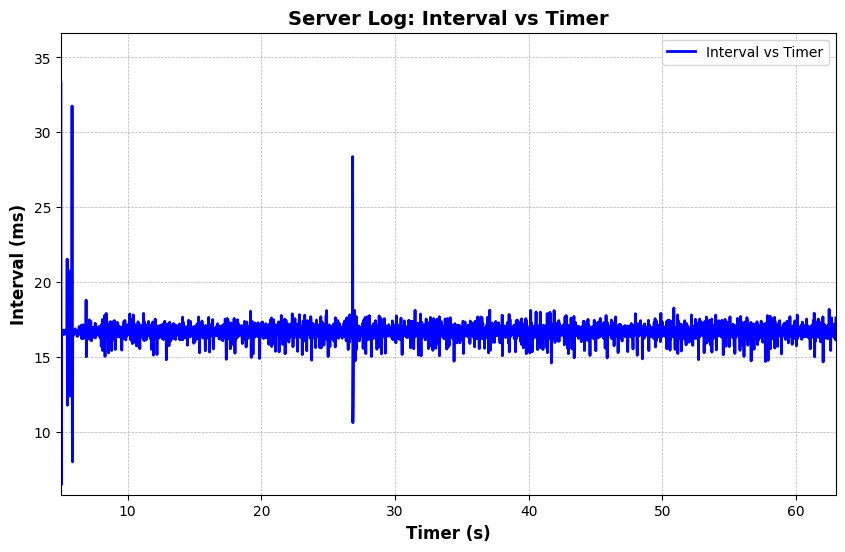 Server Log: Interval vs Timer
Interval vs Timer
35
30
25
20
15
10
Interval (ms)
10 20 30 40 50 60
Timer (s)